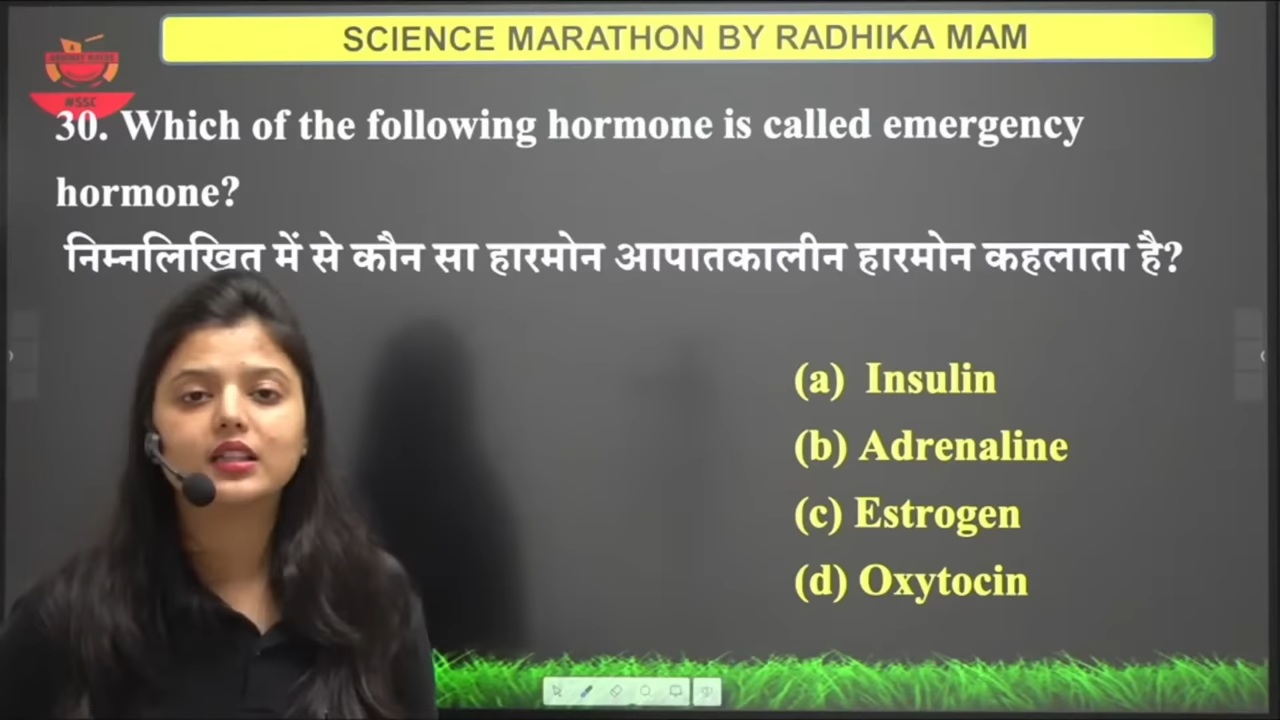 SCIENCE MARATHON BY RADHIKA MAM
#SSC
30. Which of the following hormone is called emergency
hormone?
निम्नलिखित में से कौन सा हारमोन आपातकालीन हारमोन कहलाता है?
(a) Insulin
(b) Adrenaline
(c) Estrogen
(d) Oxytocin